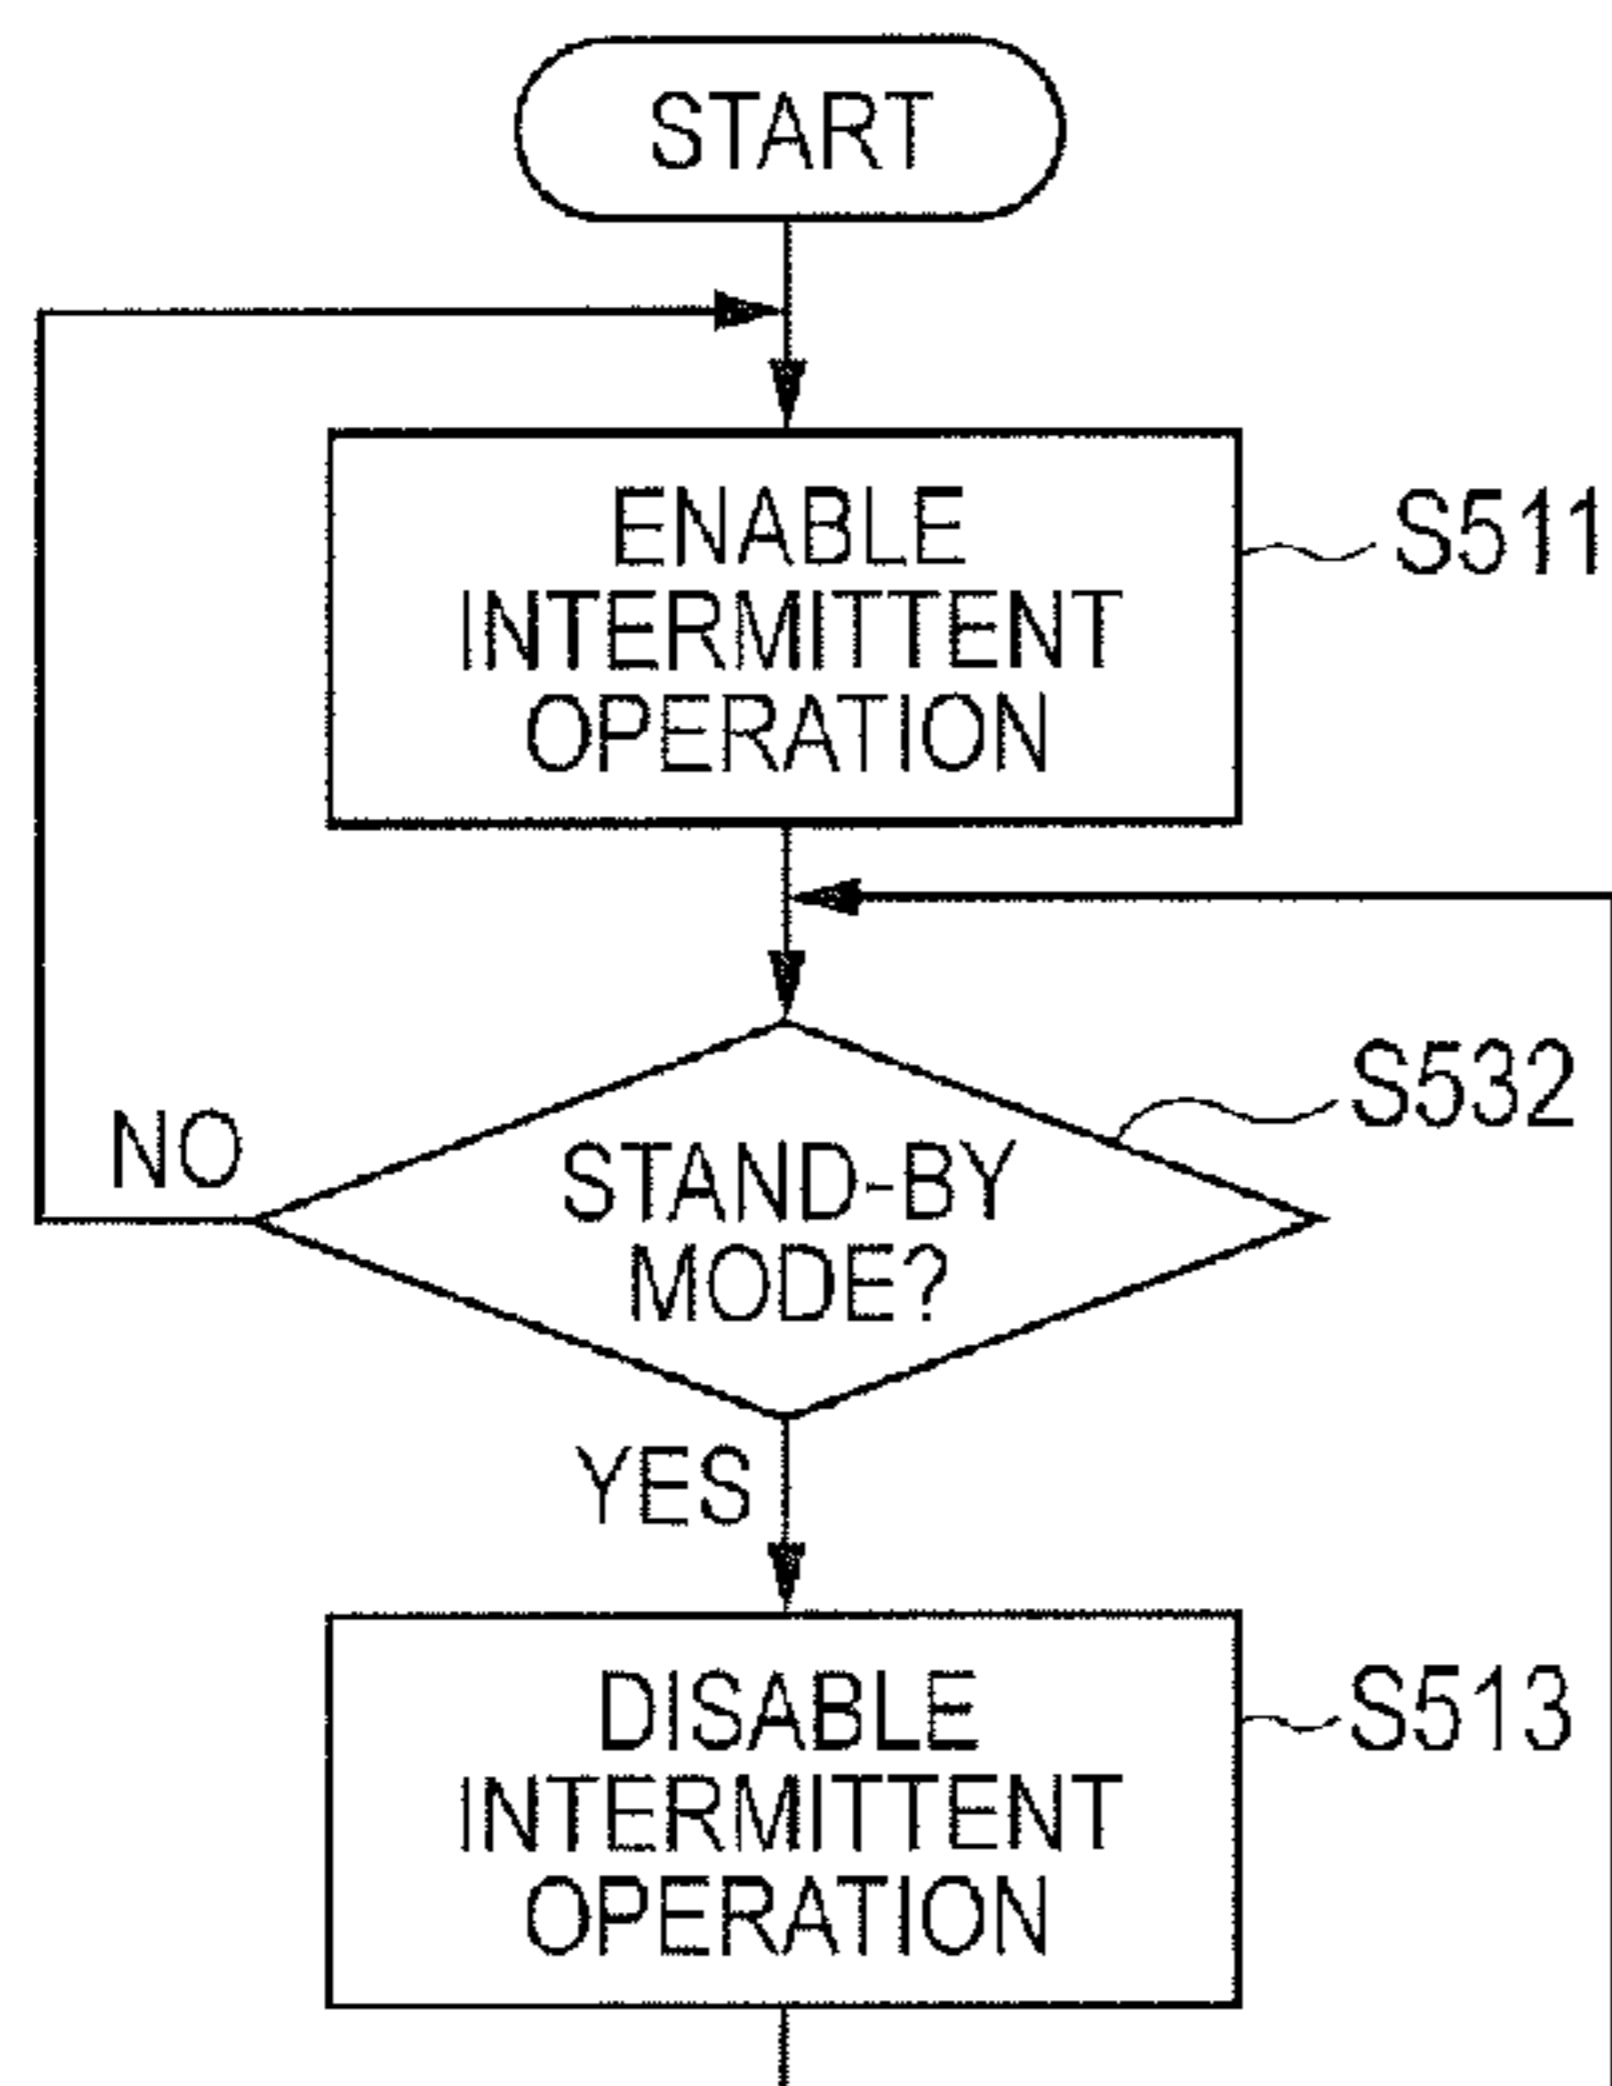 START
ENABLE
INTERMITTENT
OPERATION
S511
S532
NO
STAND-BY
MODE?
YES
DISABLE
INTERMITTENT
OPERATION
S513